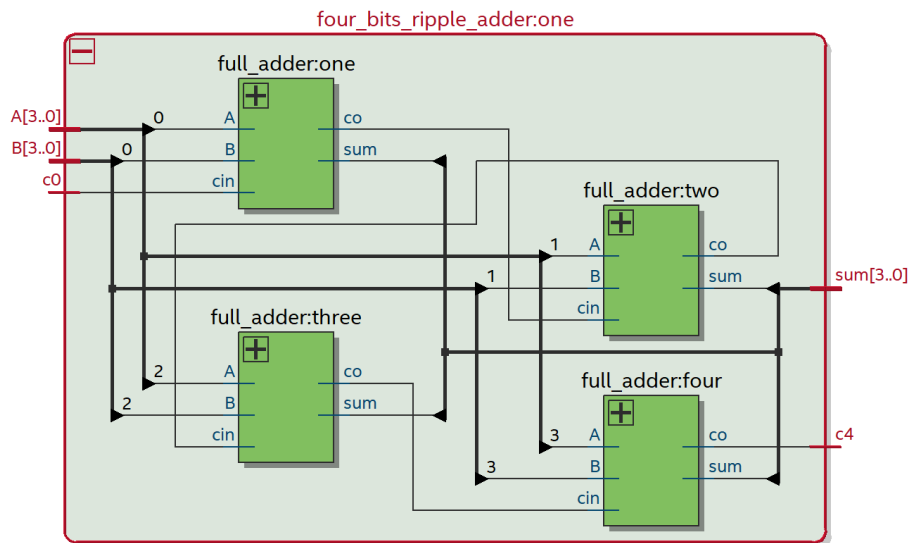 four_bits_ripple_adder:one
full_adder:one
A[3..0]
0
A
co
B[3..0]
0
B
sum
c0
cin
full_adder:two
1
A
co
1
B
sum
sum[3..0]
cin
full_adder:three
2
A
co
2
B
sum
cin
full_adder:four
3
A
co
c4
3
B
sum
cin